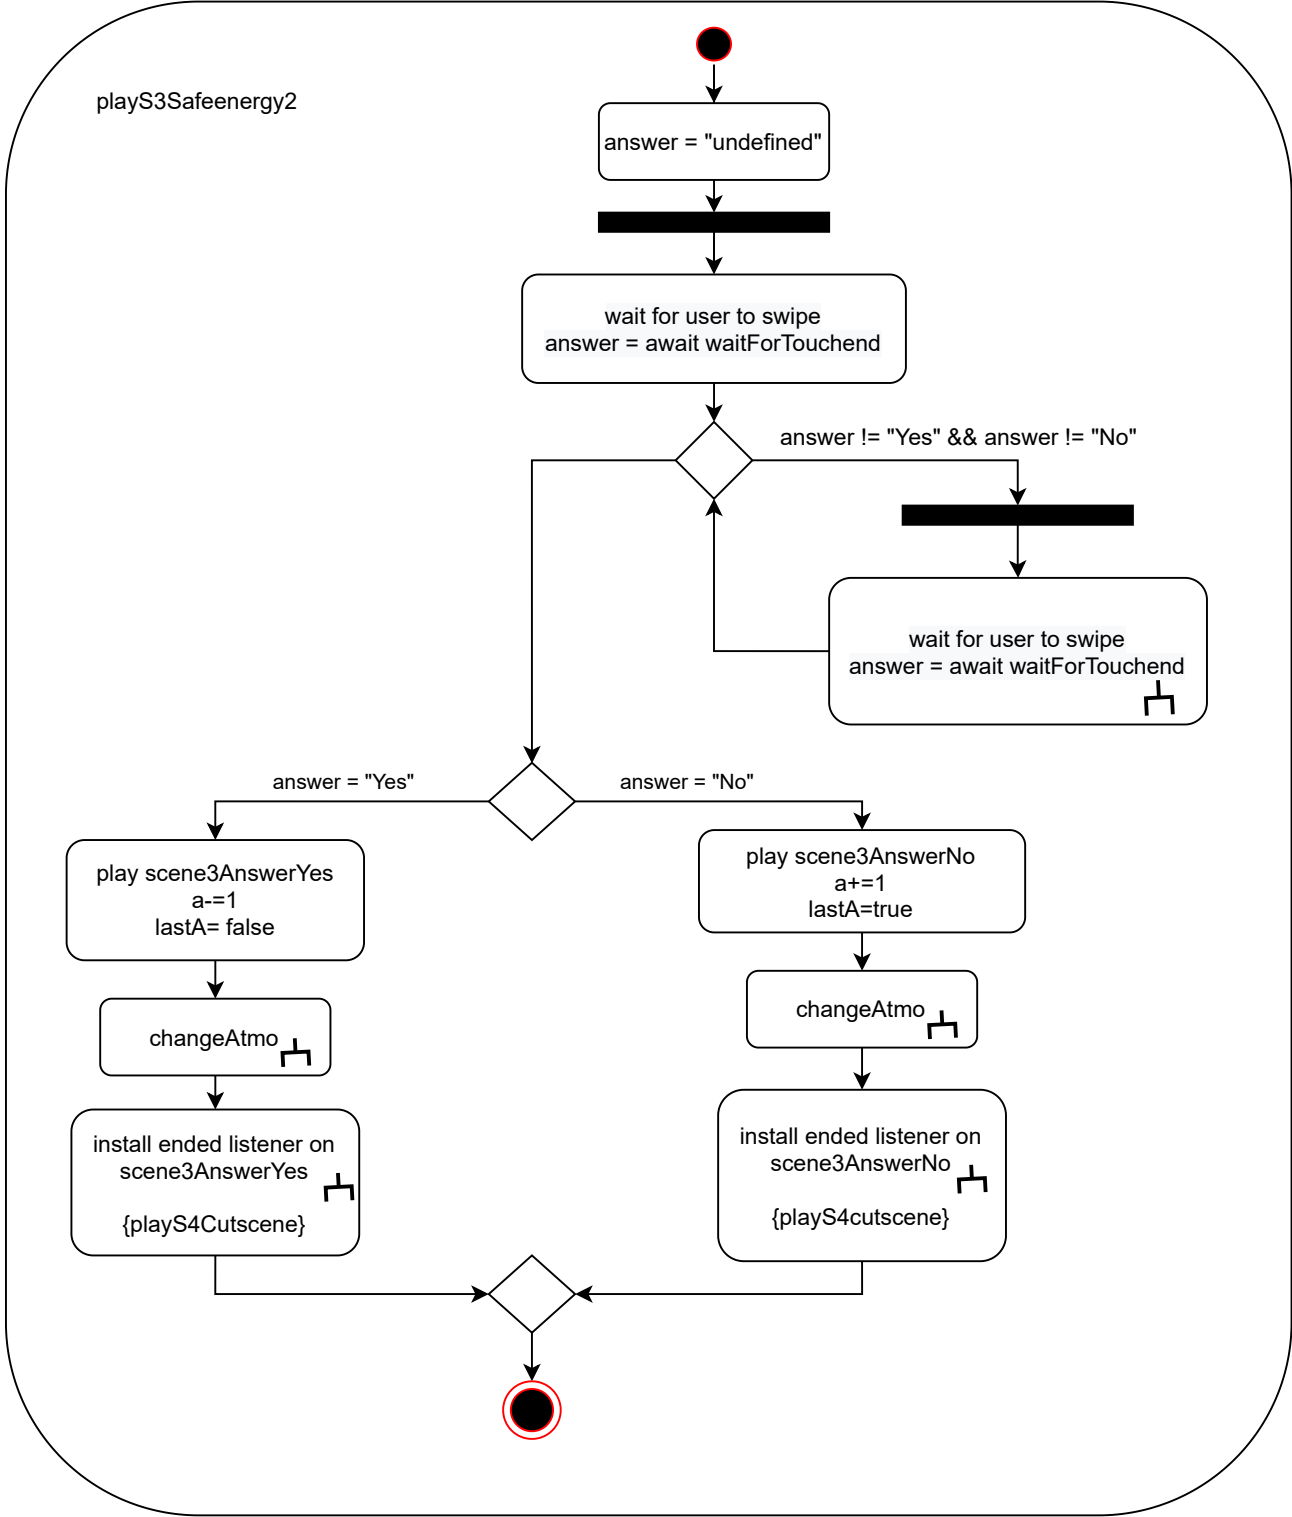 playS3Safeenergy2
answer = "undefined"
wait for user to swipe
answer = await waitForTouchend
answer != "Yes" && answer != "No"
wait for user to swipe
answer = await waitForTouchend
answer = "Yes"
answer = "No"
play scene3AnswerYes
a-=1
lastA= false
play scene3AnswerNo
a+=1
lastA=true
changeAtmo
changeAtmo
install ended listener on
scene3AnswerYes
{playS4Cutscene}
install ended listener on
scene3AnswerNo
{playS4cutscene}